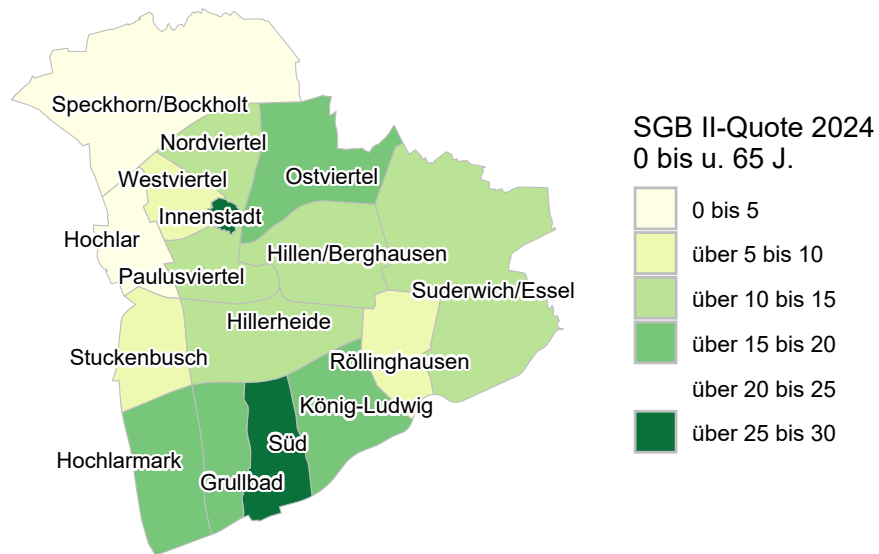 Speckhorn/Bockholt
Nordviertel
Westviertel
Ostviertel
Innenstadt
Hochlar
Hillen/Berghausen
Paulusviertel
Suderwich/Essel
Hillerheide
Stuckenbusch
Röllinghausen
König-Ludwig
Süd
Hochlarmark
Grullbad
SGB II-Quote 2024
0 bis u. 65 J.
0 bis 5
über 5 bis 10
über 10 bis 15
über 15 bis 20
über 20 bis 25
über 25 bis 30